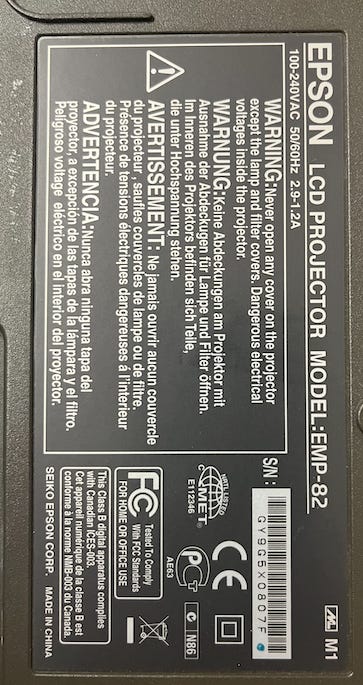 EPSON LCD PROJECTOR MODEL:EMP-82
M1
100-240VAC 50/60Hz 2.9-1.2A
WARNING:Never open any cover on the projector
except the lamp and filter covers. Dangerous electrical
voltages inside the projector.
WARNUNG:Keine Abdeckungen am Projektor mit
Ausnahme der Abdeckungen für Lampe und Filter öffnen.
Im Inneren des Projektors befinden sich Teile,
die unter Hochspannung stehen.
AVERTISSEMENT: Ne jamais ouvrir aucun couvercle
du projecteur, saufles couvercles de lampe ou de filtre.
Présence de tensions électriques dangereuses à l'intérieur
du projecteur.
ADVERTENCIA:Nunca abra ninguna tapa del
proyector, a excepción de las tapas de la lámpara y el filtro.
Peligroso voltage eléctrico en el interior del proyector.
S/N :
GY9G5X0807F
MET
E112346
CE
AE63
N86
FC
Tested To Comply
With FCC Standards
FOR HOME OR OFFICE USE
This Class B digital apparatus complies
with Canadian ICES-003.
Cet appareil numérique de la classe B est
conforme à la norme NMB-003 du Canada.
SEIKO EPSON CORP. MADE IN CHINA